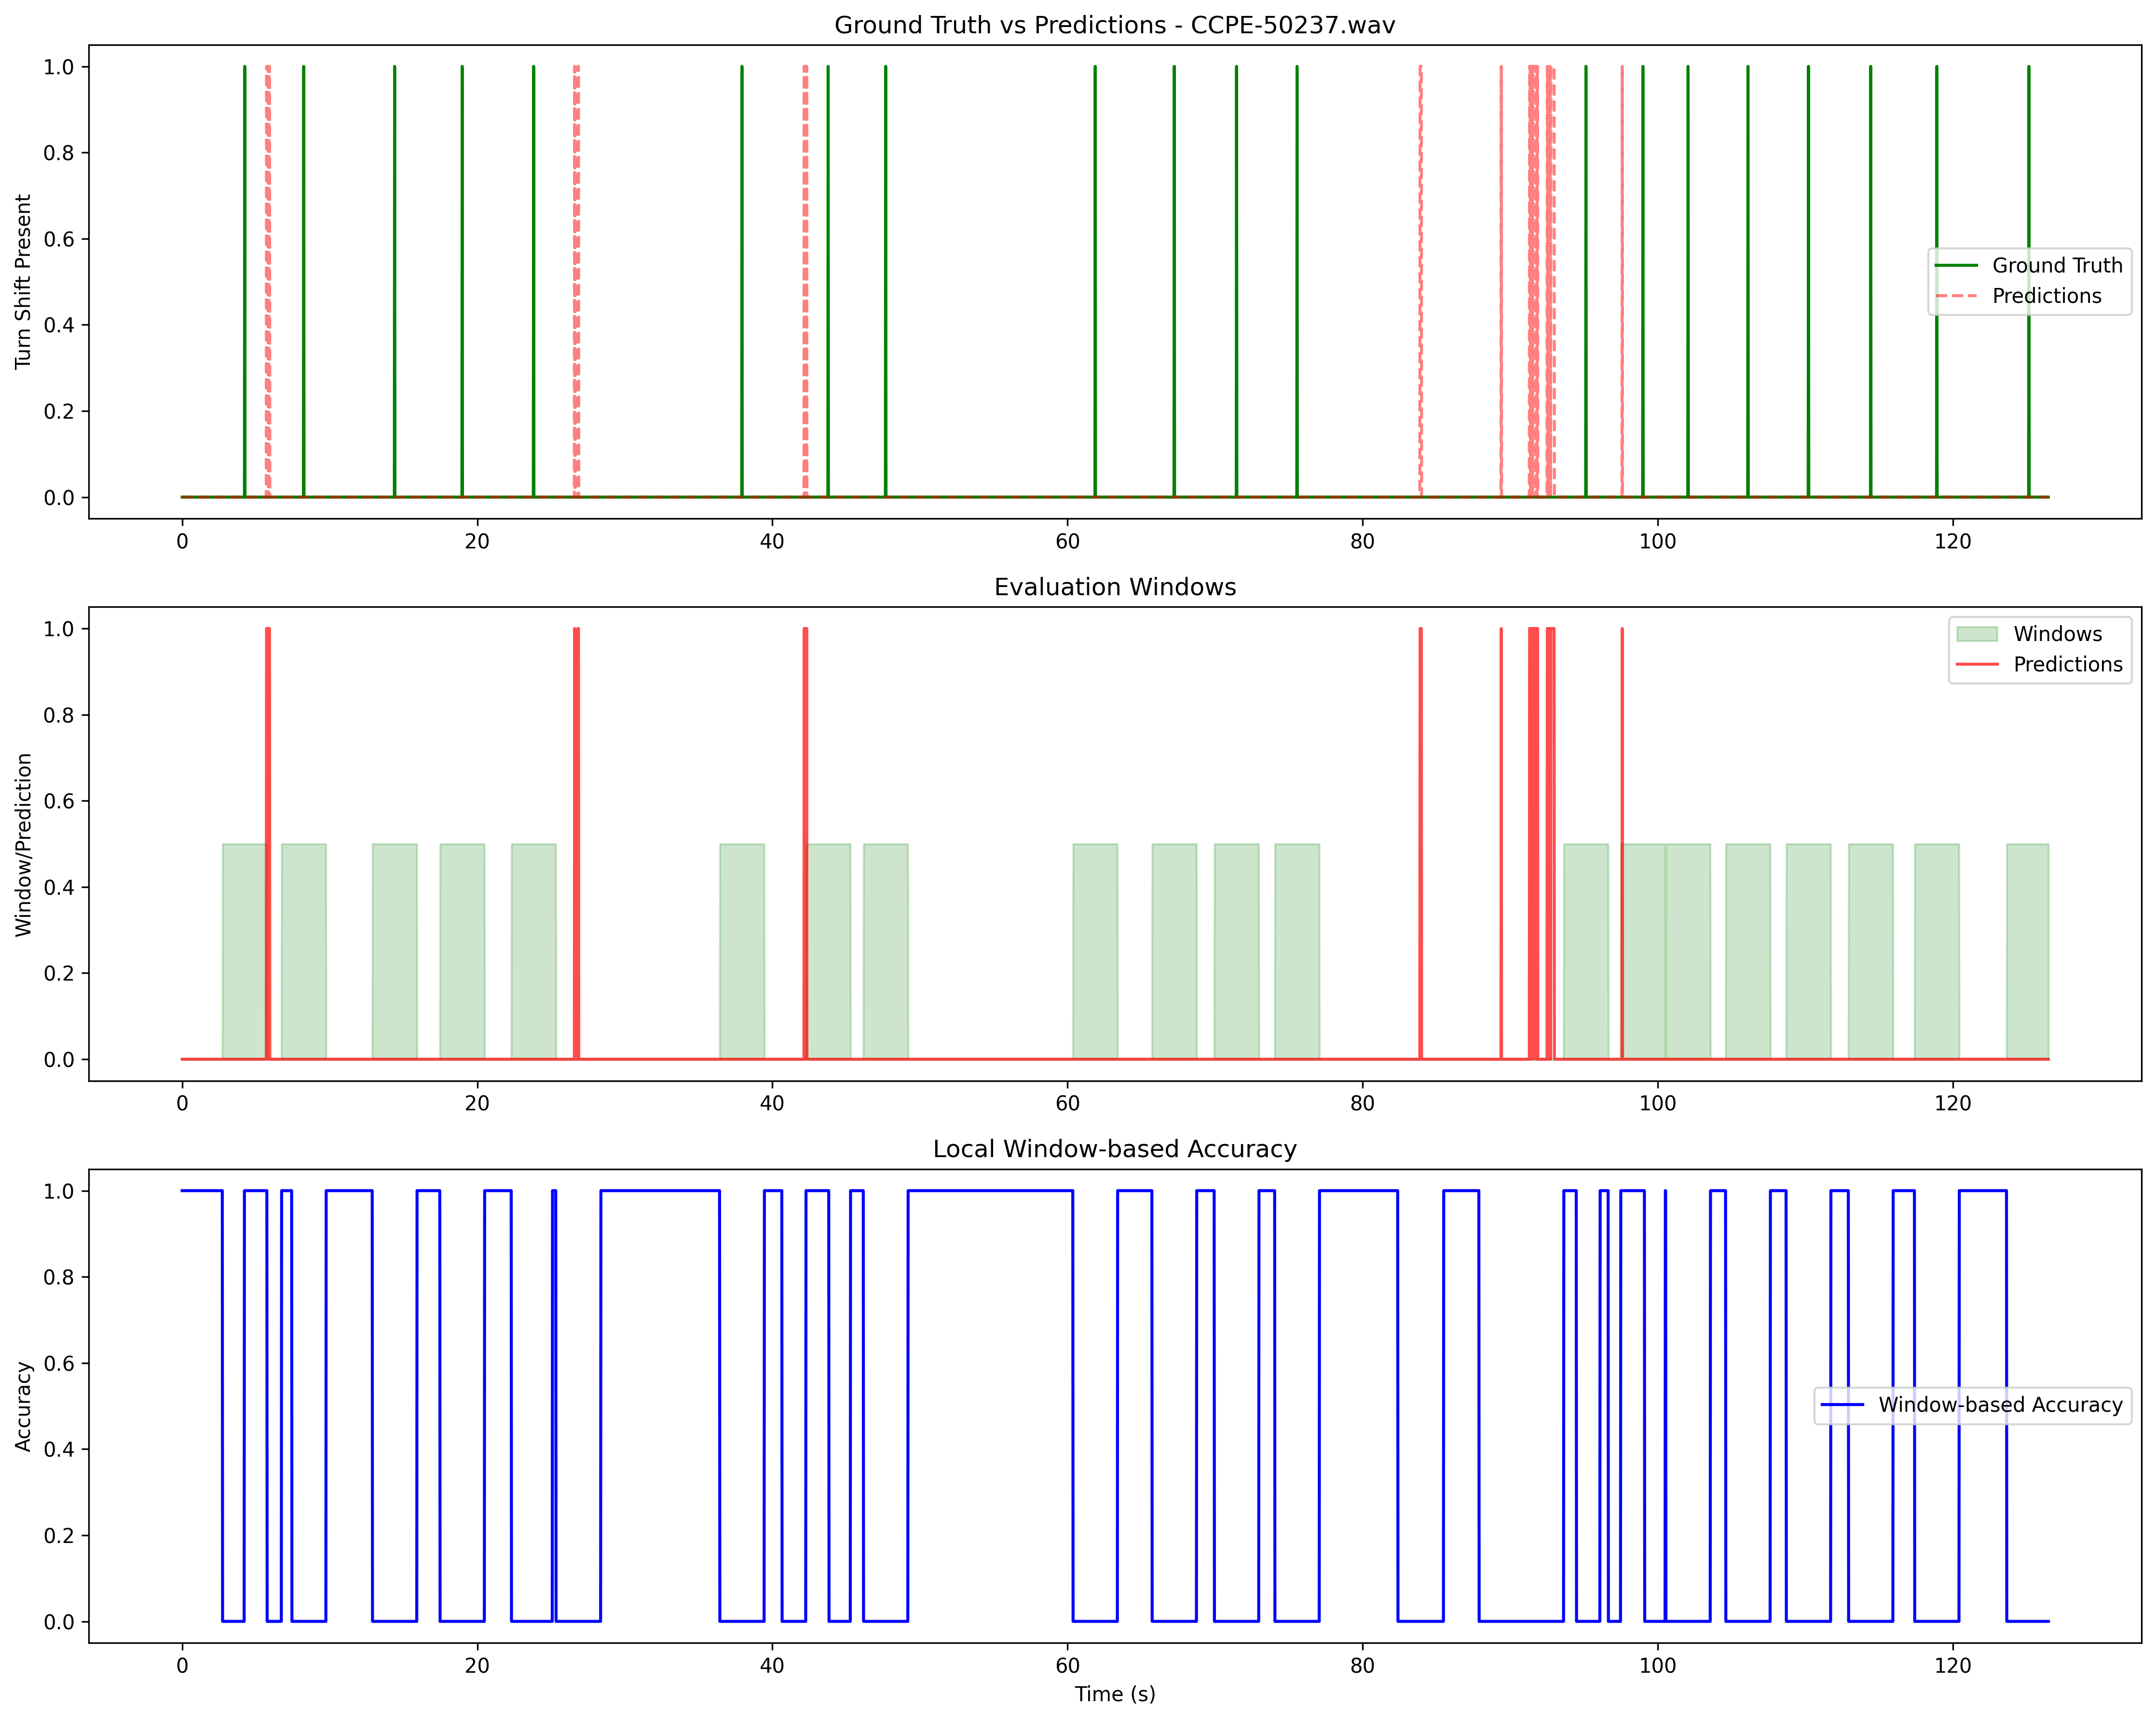 Ground Truth vs Predictions - CCPE-50237.wav
1.0
0.8
0.6
0.4
0.2
0.0
Turn Shift Present
Ground Truth
Predictions
0 20 40 60 80 100 120
Evaluation Windows
1.0
0.8
0.6
0.4
0.2
0.0
Window/Prediction
Windows
Predictions
0 20 40 60 80 100 120
Local Window-based Accuracy
1.0
0.8
0.6
0.4
0.2
0.0
Accuracy
Window-based Accuracy
0 20 40 60 80 100 120
Time (s)